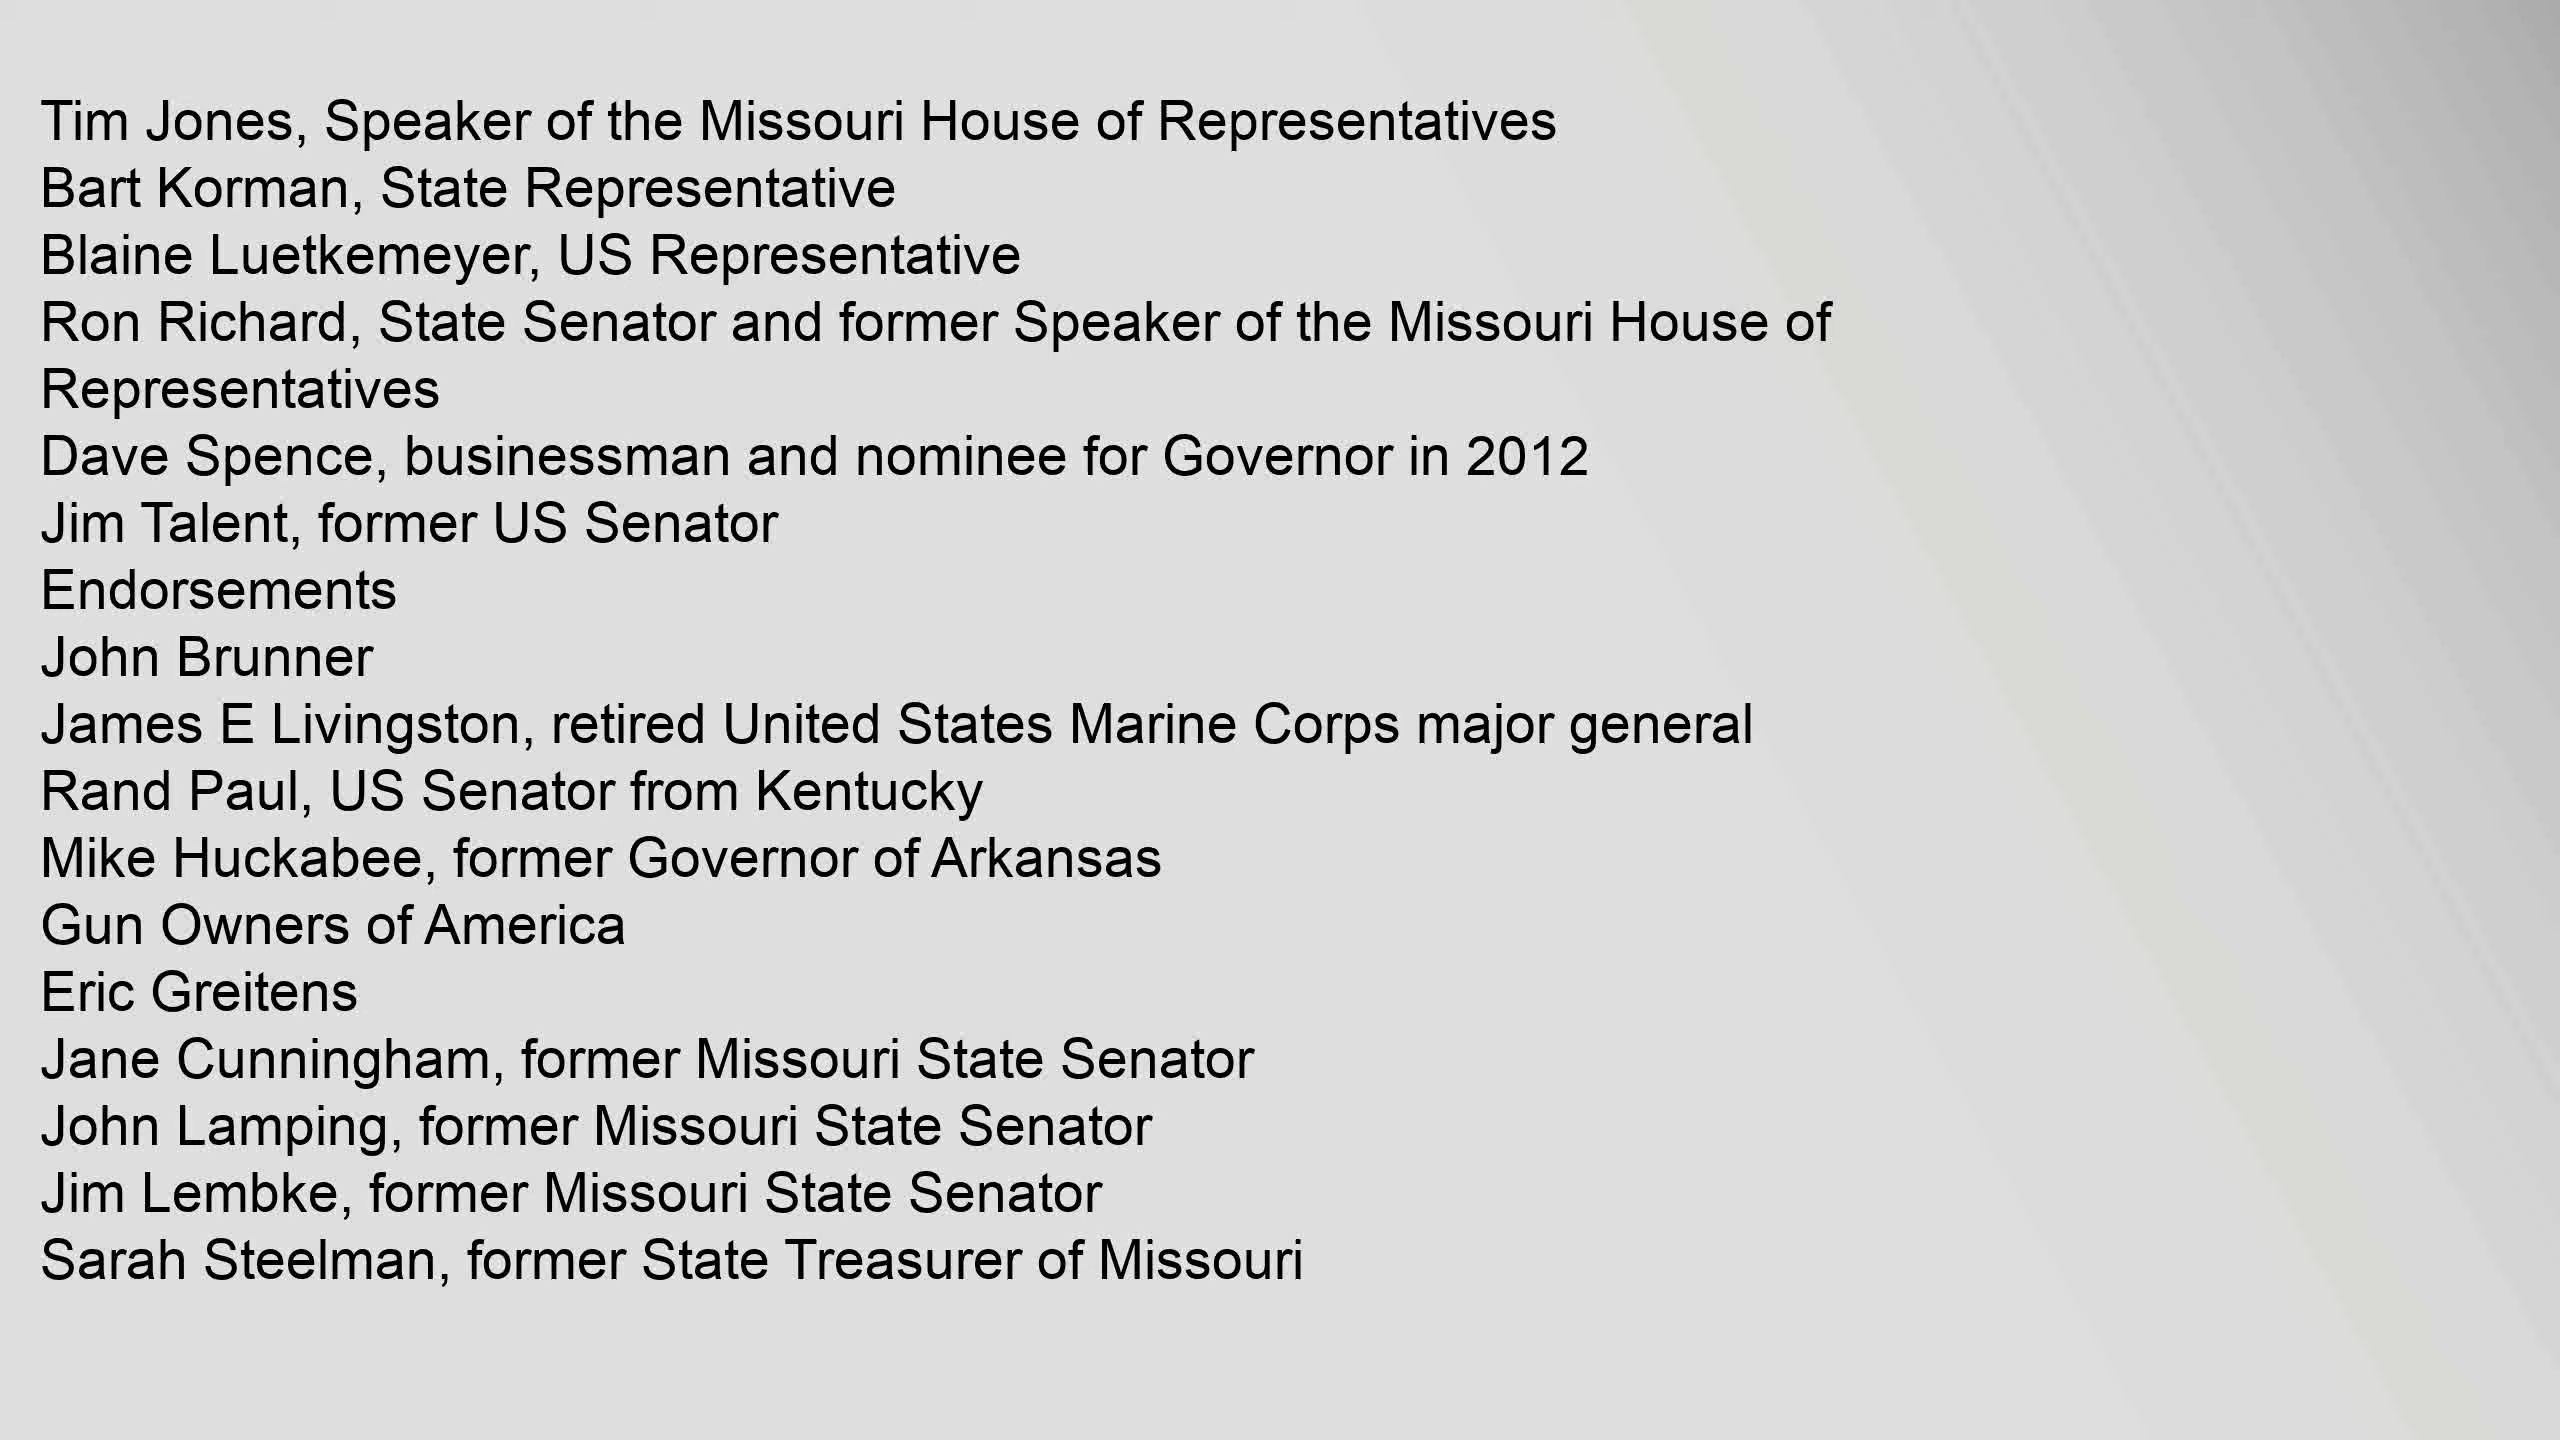 Tim Jones, Speaker of the Missouri House of Representatives
Bart Korman, State Representative
Blaine Luetkemeyer, US Representative
Ron Richard, State Senator and former Speaker of the Missouri House of
Representatives
Dave Spence, businessman and nominee for Governor in 2012
Jim Talent, former US Senator
Endorsements
John Brunner
James E Livingston, retired United States Marine Corps major general
Rand Paul, US Senator from Kentucky
Mike Huckabee, former Governor of Arkansas
Gun Owners of America
Eric Greitens
Jane Cunningham, former Missouri State Senator
John Lamping, former Missouri State Senator
Jim Lembke, former Missouri State Senator
Sarah Steelman, former State Treasurer of Missouri